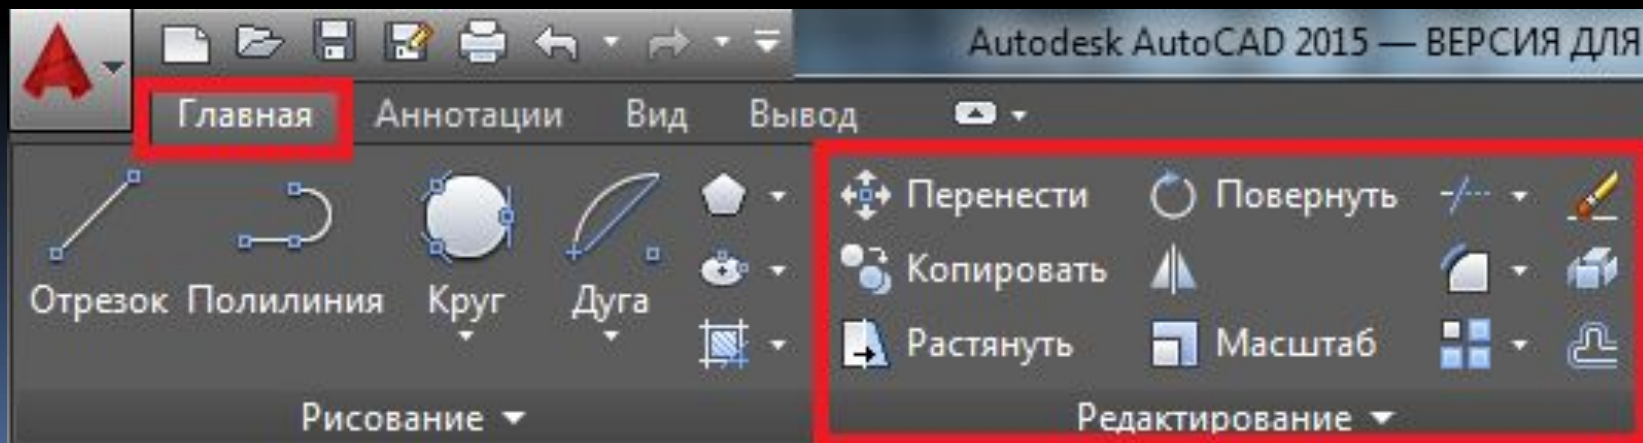 Autodesk AutoCAD 2015 — ВЕРСИЯ ДЛЯ
Главная Аннотации Вид Вывод
Отрезок Полилиния Круг Дуга
Рисование
Перенести Повернуть
Копировать
Растянуть Масштаб
Редактирование